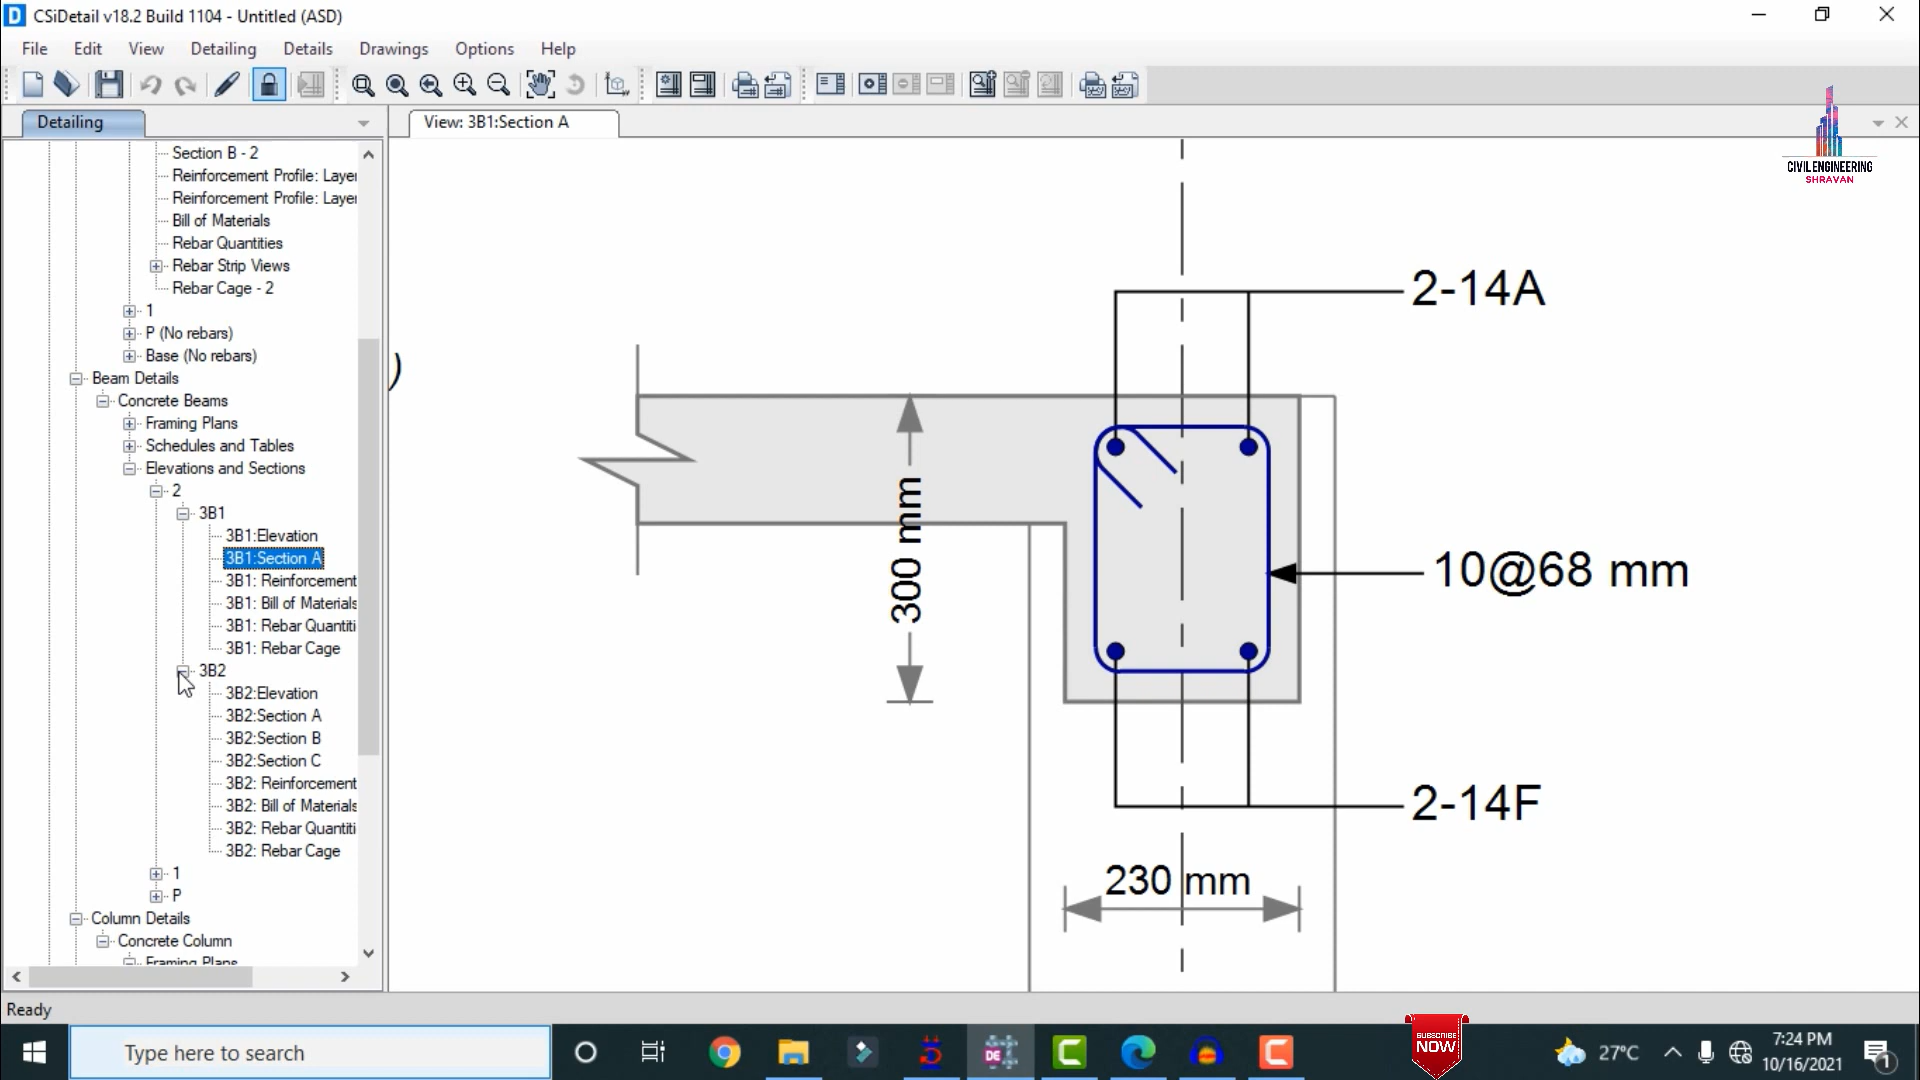 CSiDetail v18.2 Build 1104 - Untitled (ASD)
File Edit View Detailing Details Drawings Options Help
Detailing
View: 3B1:Section A
CIVIL ENGINEERING
SHRAVAN
Section B - 2
Reinforcement Profile: Layer
Reinforcement Profile: Layer
Bill of Materials
Rebar Quantities
Rebar Strip Views
Rebar Cage - 2
1
P (No rebars)
Base (No rebars)
Beam Details
Concrete Beams
Framing Plans
Schedules and Tables
Elevations and Sections
2
3B1
3B1:Elevation
3B1:Section A
3B1: Reinforcement
3B1: Bill of Materials
3B1: Rebar Quantiti
3B1: Rebar Cage
3B2
3B2:Elevation
3B2:Section A
3B2:Section B
3B2:Section C
3B2: Reinforcement
3B2: Bill of Materials
3B2: Rebar Quantiti
3B2: Rebar Cage
1
P
Column Details
Concrete Column
Framing Plans
)
2-14A
300 mm
10@68 mm
2-14F
230 mm
Ready
Type here to search
DE
SUBSCRIBE
NOW
27°C
7:24 PM
10/16/2021
1